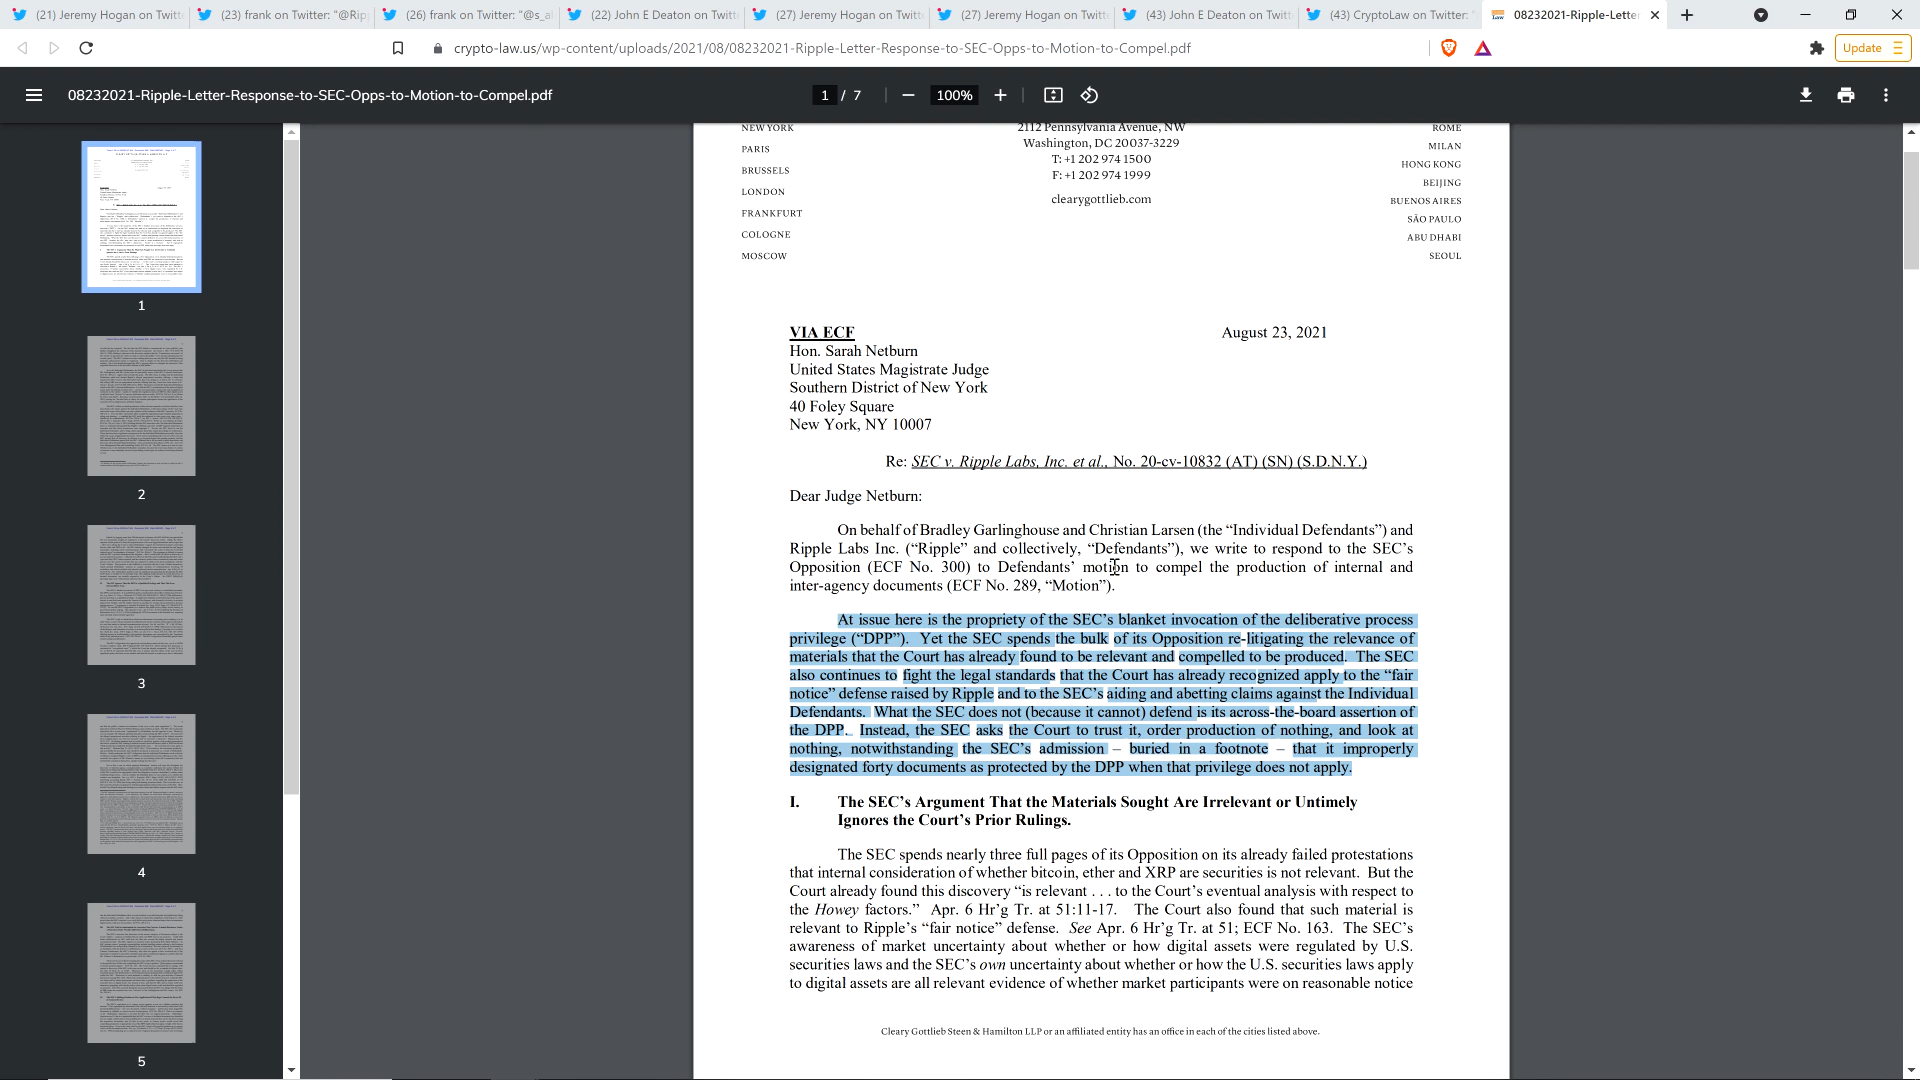 (21) Jeremy Hogan on Twitt
(23) frank on Twitter: "@Rip
(26) frank on Twitter: "@s_a
(22) John E Deaton on Twitt
(27) Jeremy Hogan on Twitt
(27) Jeremy Hogan on Twitt
(43) John E Deaton on Twitt
(43) CryptoLaw on Twitter:
08232021-Ripple-Lette
crypto-law.us/wp-content/uploads/2021/08/08232021-Ripple-Letter-Response-to-SEC-Opps-to-Motion-to-Compel.pdf
Update
08232021-Ripple-Letter-Response-to-SEC-Opps-to-Motion-to-Compel.pdf
1 / 7
100%
1
2
3
4
5
NEW YORK
PARIS
BRUSSELS
LONDON
FRANKFURT
COLOGNE
MOSCOW
2112 Pennsylvania Avenue, NW
Washington, DC 20037-3229
T: +1 202 974 1500
F: +1 202 974 1999
clearygottlieb.com
ROME
MILAN
HONG KONG
BEIJING
BUENOS AIRES
SÃO PAULO
ABU DHABI
SEOUL
VIA ECF
August 23, 2021
Hon. Sarah Netburn
United States Magistrate Judge
Southern District of New York
40 Foley Square
New York, NY 10007
Re: SEC v. Ripple Labs, Inc. et al., No. 20-cv-10832 (AT) (SN) (S.D.N.Y.)
Dear Judge Netburn:
On behalf of Bradley Garlinghouse and Christian Larsen (the “Individual Defendants”) and
Ripple Labs Inc. (“Ripple” and collectively, “Defendants”), we write to respond to the SEC’s
Opposition (ECF No. 300) to Defendants’ motion to compel the production of internal and
inter-agency documents (ECF No. 289, “Motion”).
At issue here is the propriety of the SEC’s blanket invocation of the deliberative process
privilege (“DPP”). Yet the SEC spends the bulk of its Opposition re-litigating the relevance of
materials that the Court has already found to be relevant and compelled to be produced. The SEC
also continues to fight the legal standards that the Court has already recognized apply to the “fair
notice” defense raised by Ripple and to the SEC’s aiding and abetting claims against the Individual
Defendants. What the SEC does not (because it cannot) defend is its across-the-board assertion of
the DPP. Instead, the SEC asks the Court to trust it, order production of nothing, and look at
nothing, notwithstanding the SEC’s admission – buried in a footnote – that it improperly
designated forty documents as protected by the DPP when that privilege does not apply.
I. The SEC’s Argument That the Materials Sought Are Irrelevant or Untimely
Ignores the Court’s Prior Rulings.
The SEC spends nearly three full pages of its Opposition on its already failed protestations
that internal consideration of whether bitcoin, ether and XRP are securities is not relevant. But the
Court already found this discovery “is relevant . . . to the Court’s eventual analysis with respect to
the Howey factors.” Apr. 6 Hr’g Tr. at 51:11-17. The Court also found that such material is
relevant to Ripple’s “fair notice” defense. See Apr. 6 Hr’g Tr. at 51; ECF No. 163. The SEC’s
awareness of market uncertainty about whether or how digital assets were regulated by U.S.
securities laws and the SEC’s own uncertainty about whether or how the U.S. securities laws apply
to digital assets are all relevant evidence of whether market participants were on reasonable notice
Cleary Gottlieb Steen & Hamilton LLP or an affiliated entity has an office in each of the cities listed above.